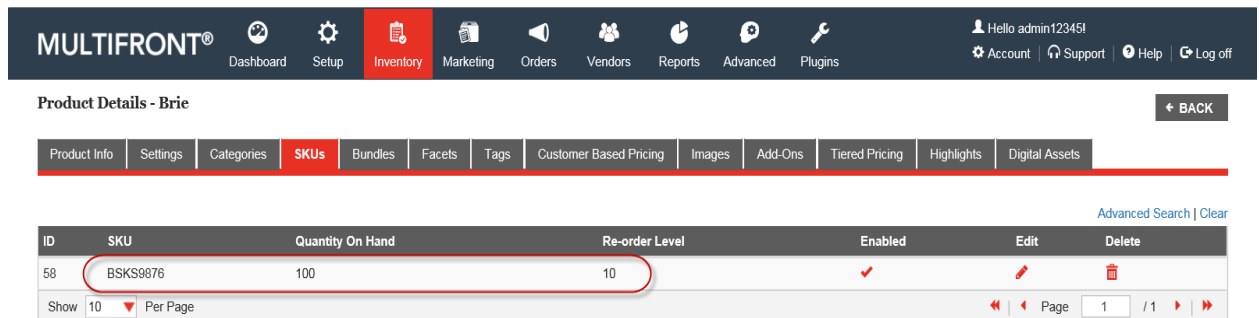 MULTIFRONT®
Dashboard Setup Inventory Marketing Orders Vendors Reports Advanced Plugins
Hello admin12345!
Account | Support | Help | Log off
Product Details - Brie
BACK
Product Info Settings Categories SKUs Bundles Facets Tags Customer Based Pricing Images Add-Ons Tiered Pricing Highlights Digital Assets
Advanced Search | Clear
ID SKU Quantity On Hand Re-order Level Enabled Edit Delete
58 BSKS9876 100 10
Show 10 Per Page Page 1 / 1